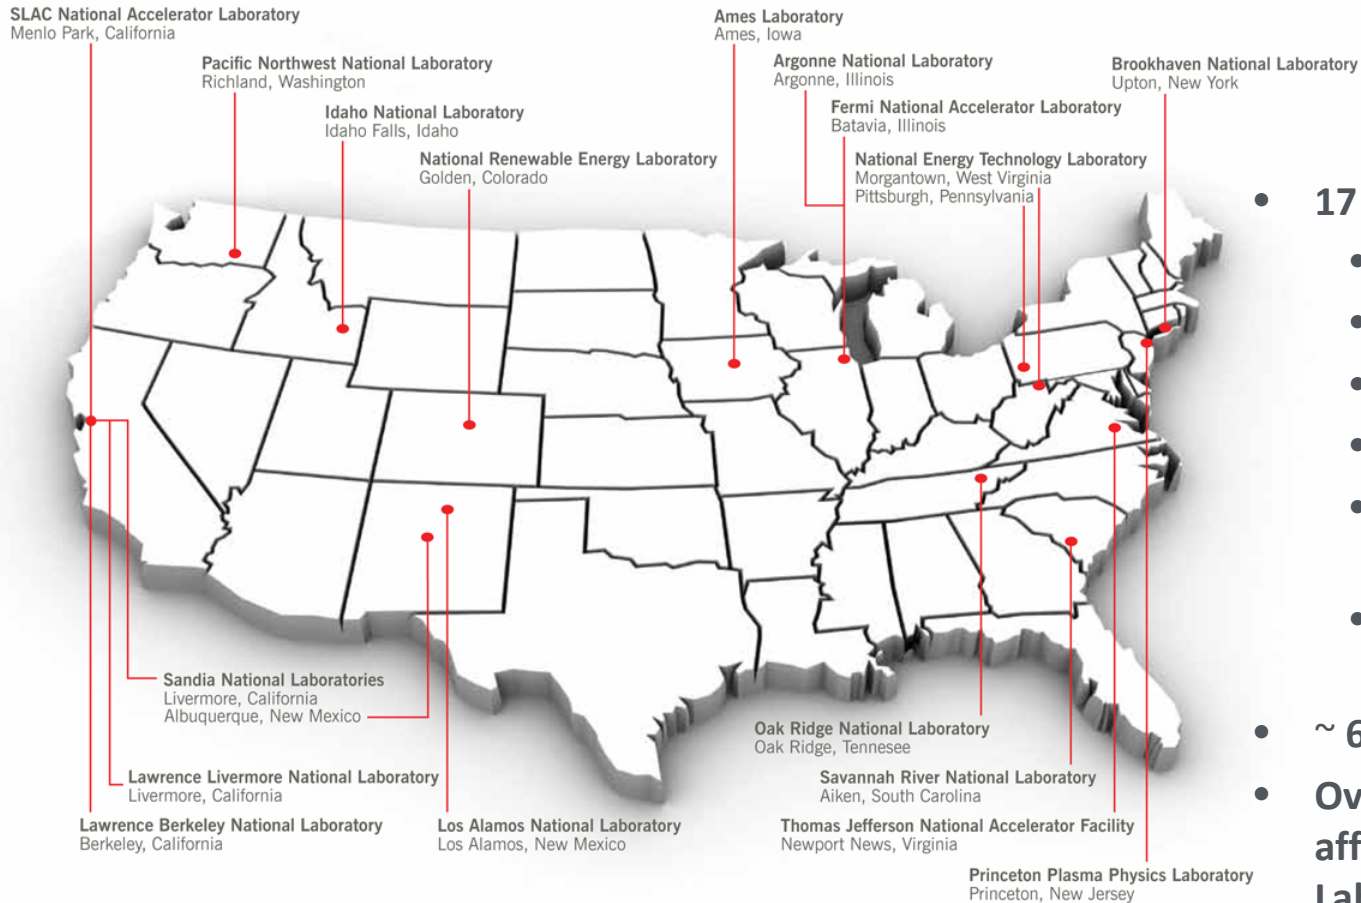 SLAC National Accelerator Laboratory
Menlo Park, California
Pacific Northwest National Laboratory
Richland, Washington
Idaho National Laboratory
Idaho Falls, Idaho
National Renewable Energy Laboratory
Golden, Colorado
Ames Laboratory
Ames, Iowa
Argonne National Laboratory
Argonne, Illinois
Fermi National Accelerator Laboratory
Batavia, Illinois
National Energy Technology Laboratory
Morgantown, West Virginia
Pittsburgh, Pennsylvania
Brookhaven National Laboratory
Upton, New York
Sandia National Laboratories
Livermore, California
Albuquerque, New Mexico
Lawrence Livermore National Laboratory
Livermore, California
Lawrence Berkeley National Laboratory
Berkeley, California
Los Alamos National Laboratory
Los Alamos, New Mexico
Oak Ridge National Laboratory
Oak Ridge, Tennesee
Savannah River National Laboratory
Aiken, South Carolina
Thomas Jefferson National Accelerator Facility
Newport News, Virginia
Princeton Plasma Physics Laboratory
Princeton, New Jersey
• 17
•
•
•
•
•
•
• ~ 6
• Ov
aff
Lab